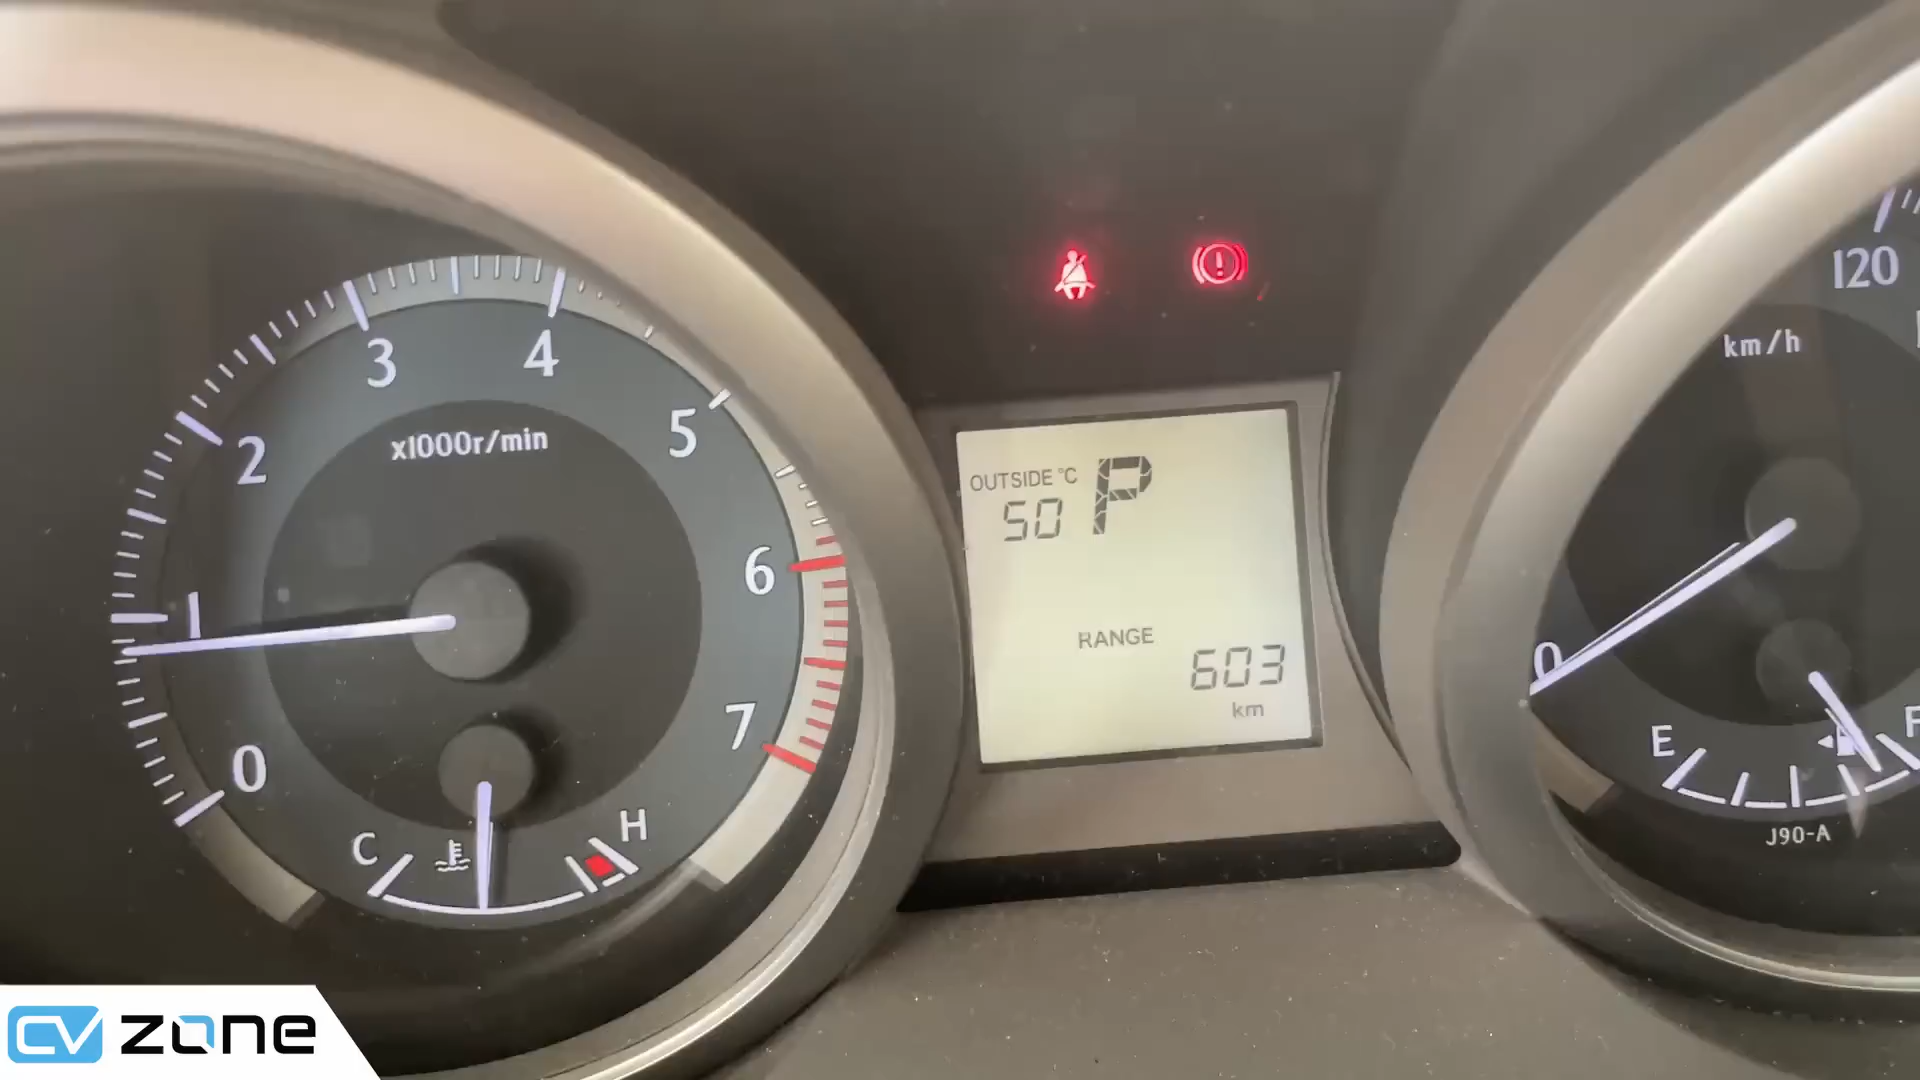 3
4
2
5
x1000r/min
1
6
0
7
C
H
OUTSIDE °C
50
P
RANGE
603
km
120
km/h
0
E
F
J90-A
CV zone